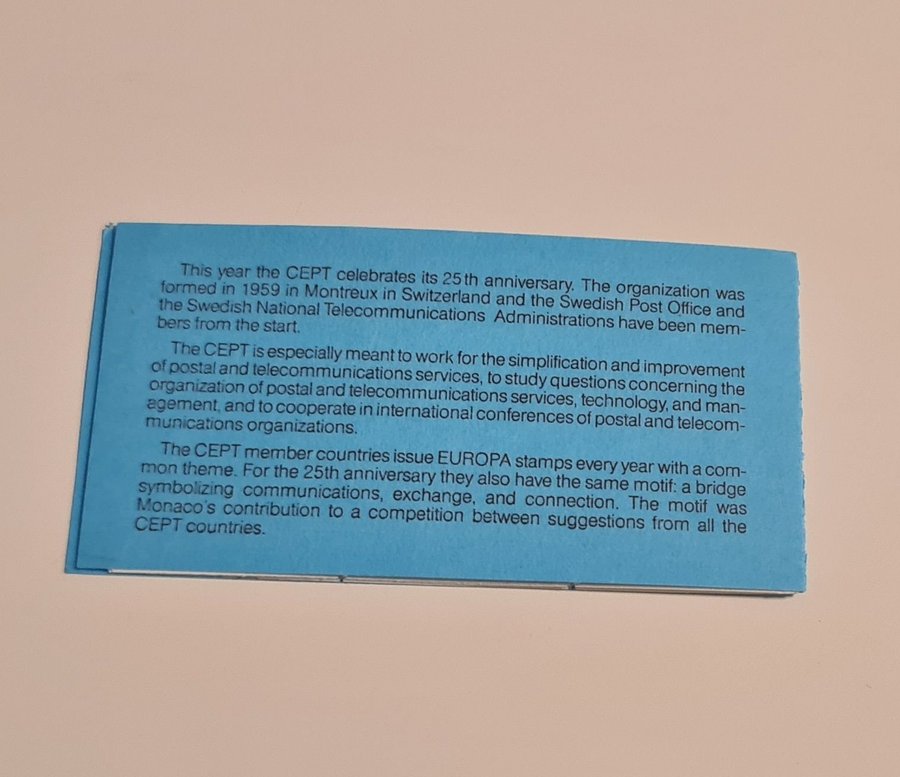 This year the CEPT celebrates its 25th anniversary. The organization was
formed in 1959 in Montreux in Switzerland and the Swedish Post Office and
the Swedish National Telecommunications Administrations have been mem-
bers from the start.
The CEPT is especially meant to work for the simplification and improvement
of postal and telecommunications services, to study questions concerning the
organization of postal and telecommunications services, technology, and man-
agement, and to cooperate in international conferences of postal and telecom-
munications organizations.
The CEPT member countries issue EUROPA stamps every year with a com-
mon theme. For the 25th anniversary they also have the same motif: a bridge
symbolizing communications, exchange, and connection. The motif was
Monaco's contribution to a competition between suggestions from all the
CEPT countries.